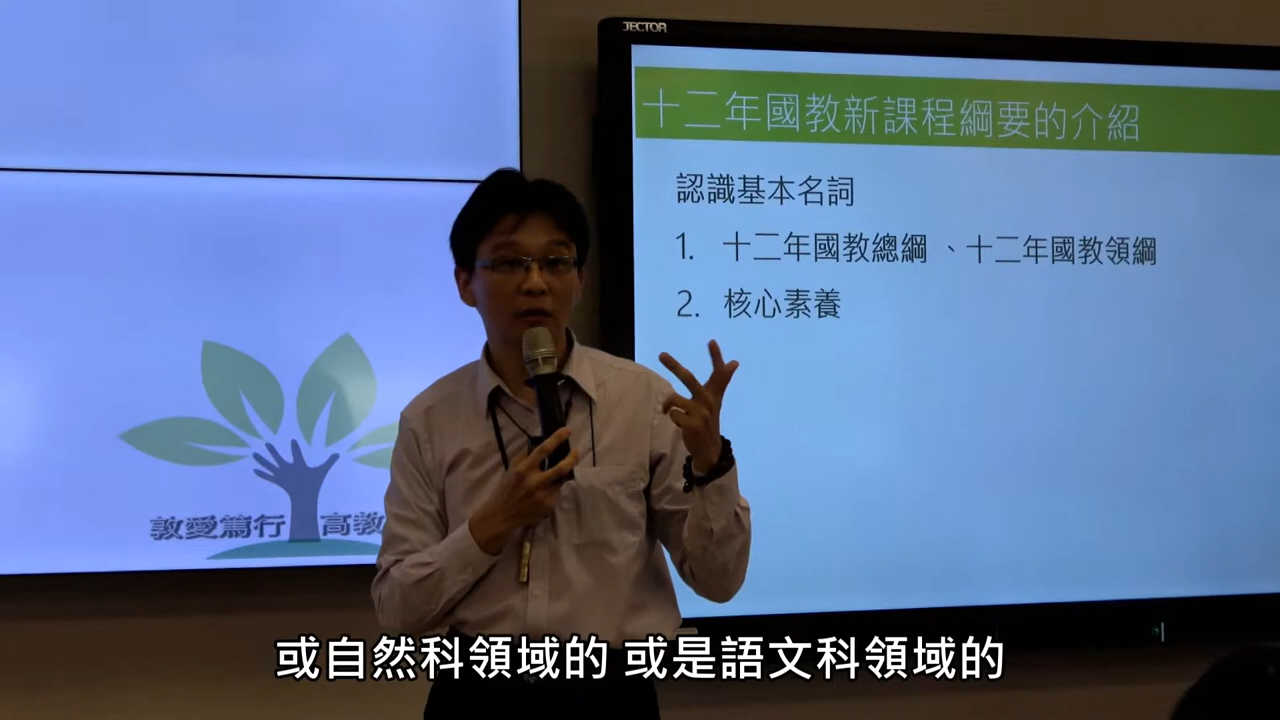 JECTOR
十二年國教新課程綱要的介紹
認識基本名詞
1. 十二年國教總綱、十二年國教領綱
2. 核心素養
敦愛篤行 高教
或自然科領域的 或是語文科領域的